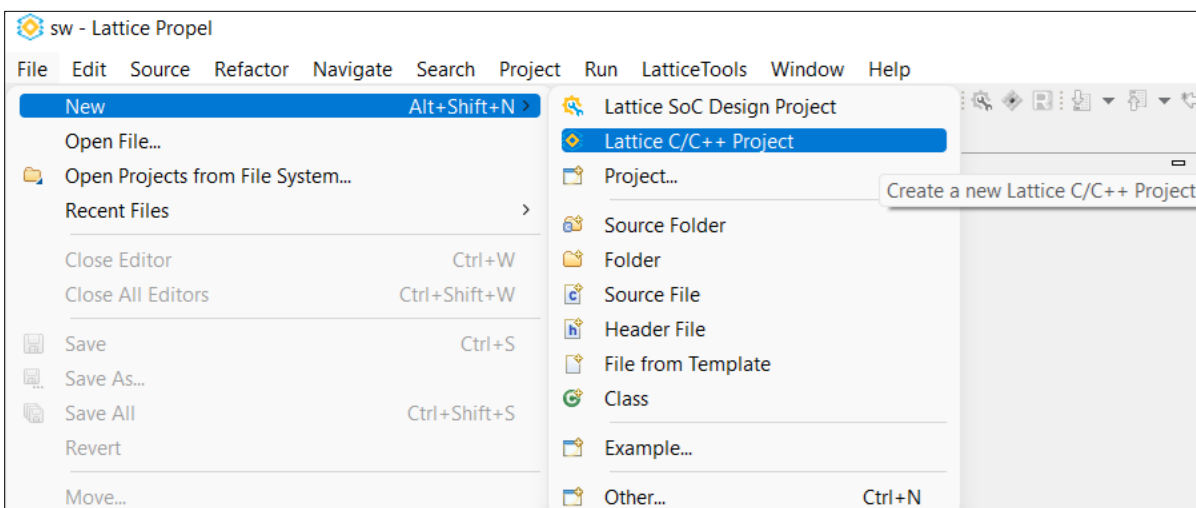 sw - Lattice Propel
File Edit Source Refactor Navigate Search Project Run LatticeTools Window Help
New Alt+Shift+N >
Open File...
Open Projects from File System...
Recent Files >
Close Editor Ctrl+W
Close All Editors Ctrl+Shift+W
Save Ctrl+S
Save As...
Save All Ctrl+Shift+S
Revert
Move...
Lattice SoC Design Project
Lattice C/C++ Project
Project...
Create a new Lattice C/C++ Project
Source Folder
Folder
Source File
Header File
File from Template
Class
Example...
Other... Ctrl+N